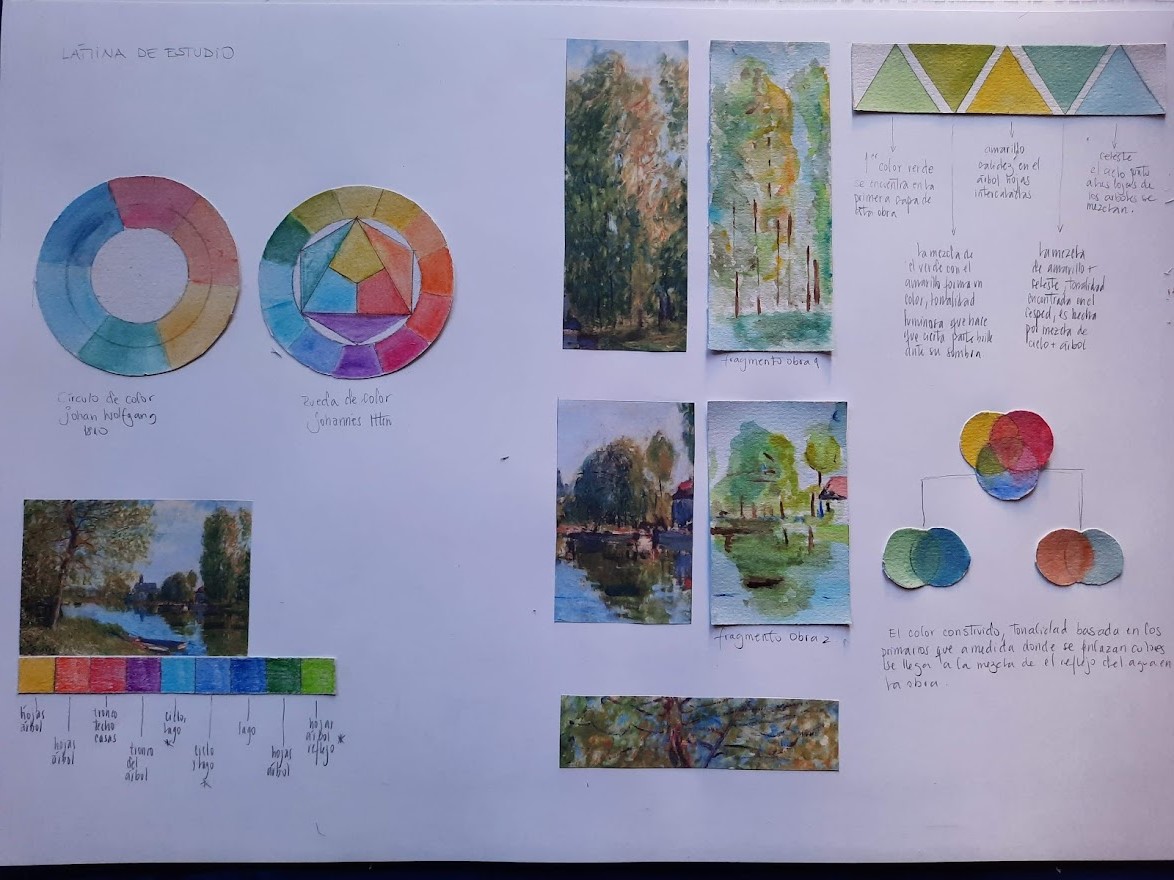 LAMINA DE ESTUDIO
Circulo de color
Johan Wolfgang
1810
Rueda de color
Johannes Itten
hojas
árbol
hojas
árbol
tronco
techo
casas
tronco
del
árbol
cielo,
lago
cielo
y lago
lago
hojas
árbol
hojas
árbol
reflejo
fragmento obra 1
fragmento obra 2
1er color verde
se encuentra en la
primera capa de
la obra
la mezcla de
el verde con el
amarillo forma un
color, tonalidad
luminosa que hace
que cierta parte brille
ante su sombra
amarillo
calidez en el
árbol hojas
intercaladas
la mezcla
de amarillo +
celeste, tonalidad
encontrada en el
cesped, es hecha
por mezcla de
cielo + árbol
celeste
el cielo junto
a las hojas de
los arboles se
mezclan.
El color construido, tonalidad basada en los
primarios que a medida donde se enlazan colores
se llega a la mezcla de el reflejo del agua en
la obra.